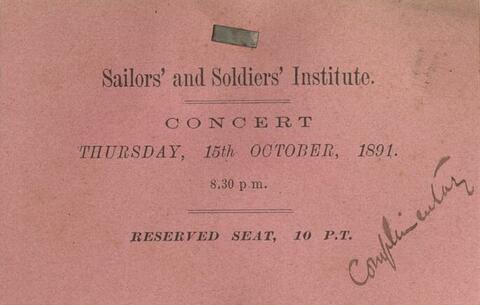 Sailors' and Soldiers' Institute.
CONCERT
THURSDAY, 15th OCTOBER, 1891.
8.30 p m.
RESERVED SEAT, 10 P.T.
Complimentary